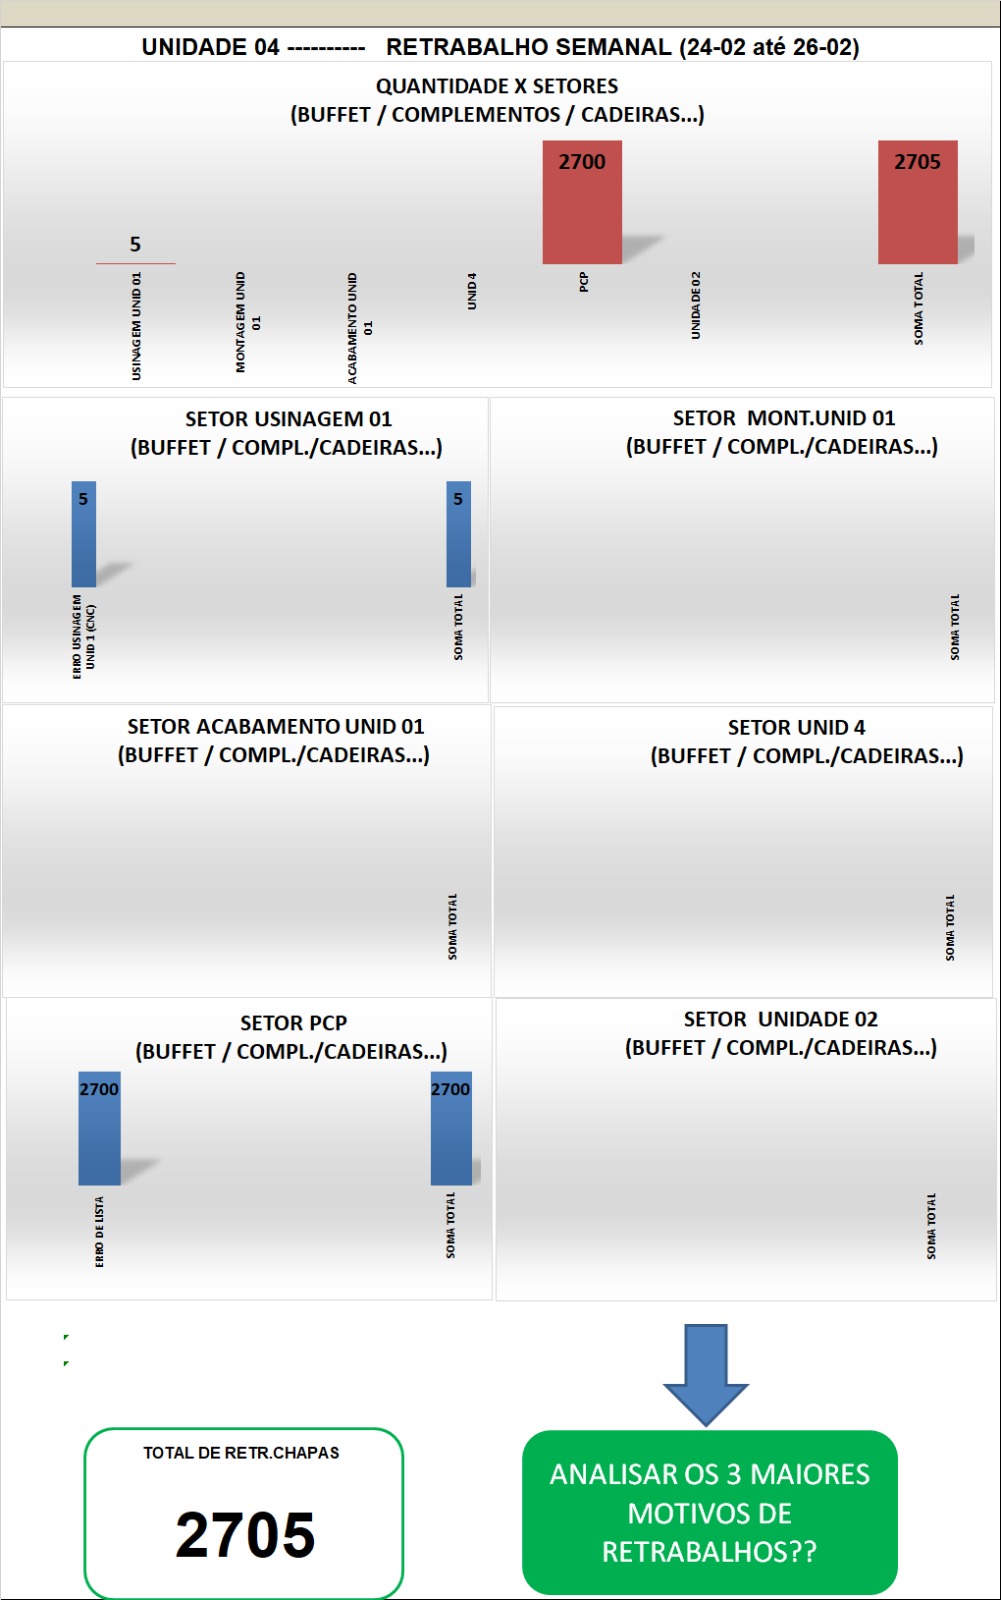 UNIDADE 04 ---------- RETRABALHO SEMANAL (24-02 até 26-02)
QUANTIDADE X SETORES
(BUFFET / COMPLEMENTOS / CADEIRAS...)
5
2700
2705
USINAGEM UNID 01
MONTAGEM UNID
01
ACABAMENTO UNID
01
UNID 4
PCP
UNIDADE 02
SOMA TOTAL
SETOR USINAGEM 01
(BUFFET / COMPL./CADEIRAS...)
5
5
ERRO USINAGEM
UNID 1 (CNC)
SOMA TOTAL
SETOR MONT.UNID 01
(BUFFET / COMPL./CADEIRAS...)
SOMA TOTAL
SETOR ACABAMENTO UNID 01
(BUFFET / COMPL./CADEIRAS...)
SOMA TOTAL
SETOR UNID 4
(BUFFET / COMPL./CADEIRAS...)
SOMA TOTAL
SETOR PCP
(BUFFET / COMPL./CADEIRAS...)
2700
2700
ERRO DE LISTA
SOMA TOTAL
SETOR UNIDADE 02
(BUFFET / COMPL./CADEIRAS...)
SOMA TOTAL
TOTAL DE RETR.CHAPAS
2705
ANALISAR OS 3 MAIORES
MOTIVOS DE
RETRABALHOS??